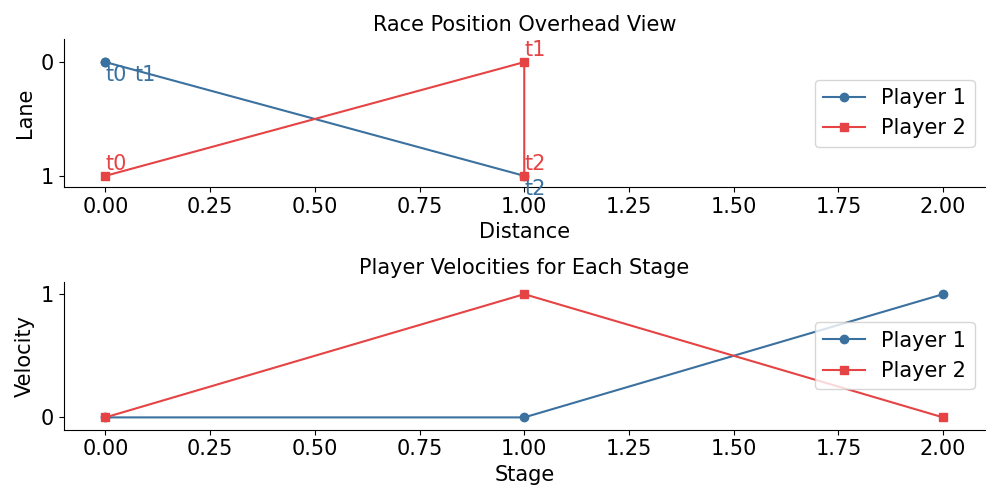 Race Position Overhead View
Lane
0
1
t0 t1
t0
t1
t2
t2
Player 1
Player 2
0.00 0.25 0.50 0.75 1.00 1.25 1.50 1.75 2.00
Distance
Player Velocities for Each Stage
Velocity
1
0
Player 1
Player 2
0.00 0.25 0.50 0.75 1.00 1.25 1.50 1.75 2.00
Stage